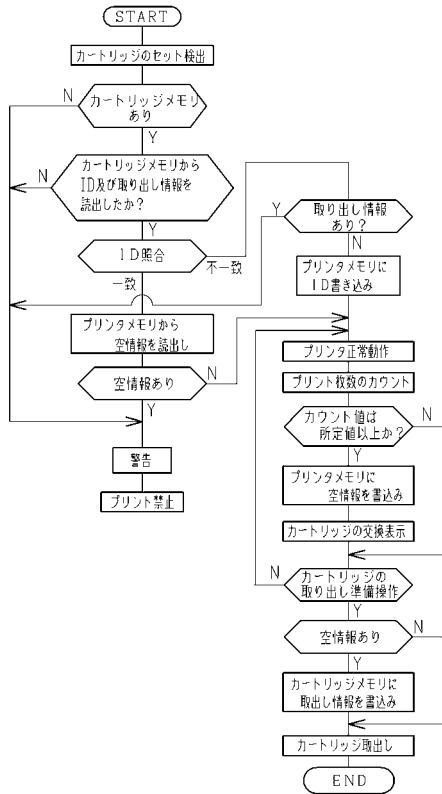 START
カートリッジのセット検出
N
カートリッジメモリ
あり
Y
N
カートリッジメモリから
ID及び取り出し情報を
読出したか?
Y
ID照合
不一致
一致
プリンタメモリから
空情報を読出し
空情報あり
N
Y
警告
プリント禁止
Y
取り出し情報
あり?
N
プリンタメモリに
ID書き込み
プリンタ正常動作
プリント枚数のカウント
カウント値は
所定値以上か?
N
Y
プリンタメモリに
空情報を書込み
カートリッジの交換表示
N
カートリッジの
取り出し準備操作
Y
空情報あり
N
Y
カートリッジメモリに
取出し情報を書込み
カートリッジ取出し
END